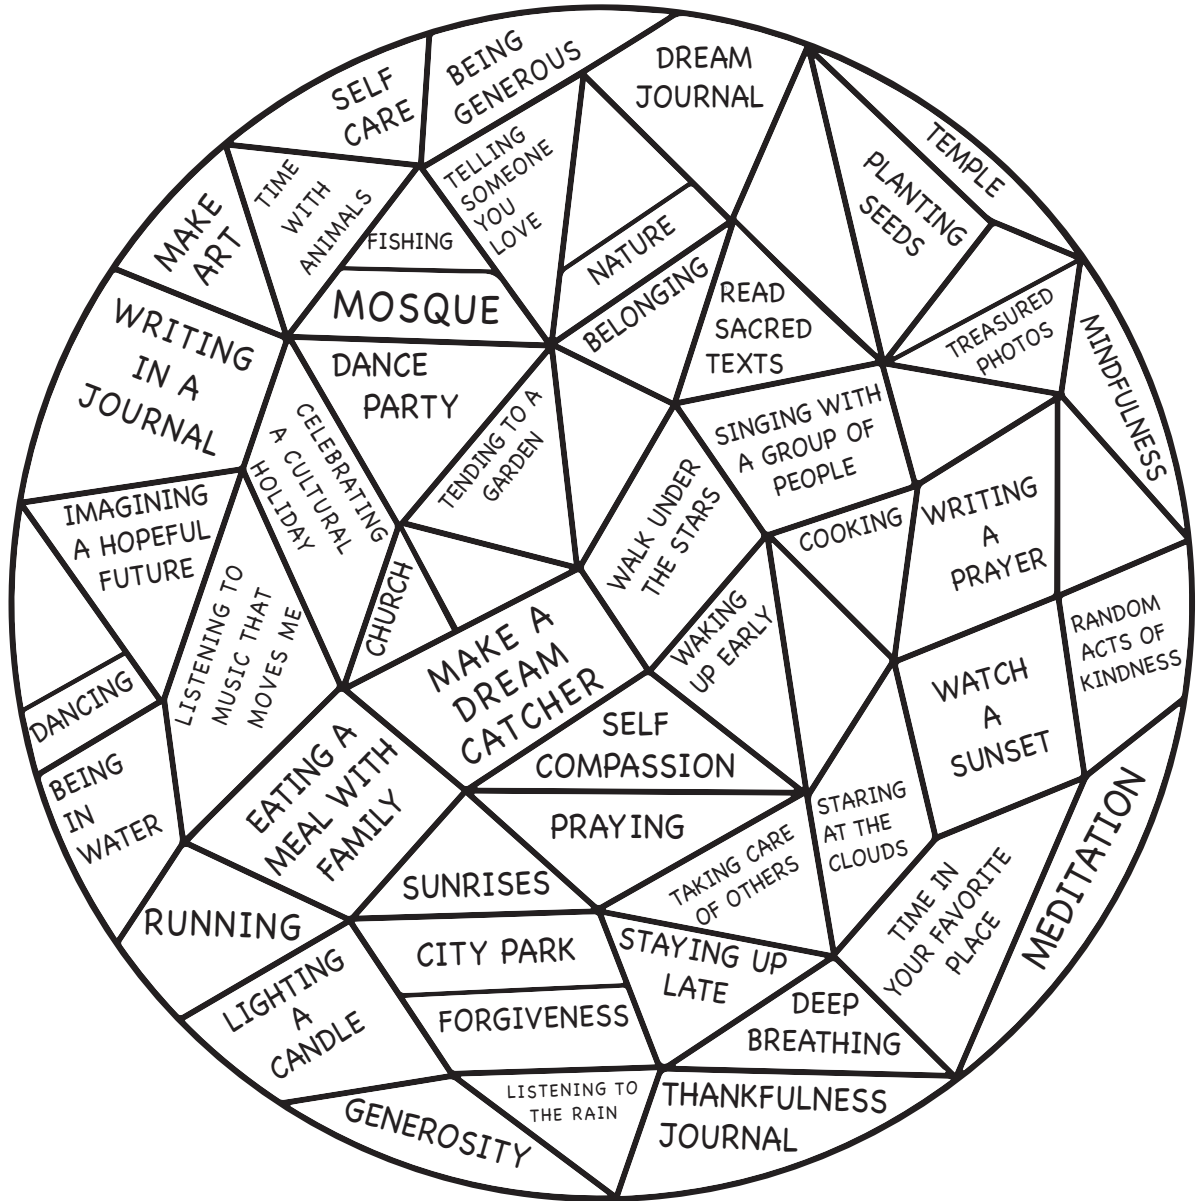 BEING
GENEROUS
SELF
CARE
DREAM
JOURNAL
TEMPLE
PLANTING
SEEDS
MAKE
ART
TIME
WITH
ANIMALS
TELLING
SOMEONE
YOU
LOVE
FISHING
MOSQUE
NATURE
BELONGING
READ
SACRED
TEXTS
TREASURED
PHOTOS
MINDFULNESS
WRITING
IN A
JOURNAL
DANCE
PARTY
CELEBRATING
A CULTURAL
HOLIDAY
TENDING TO A
GARDEN
SINGING WITH
A GROUP OF
PEOPLE
WALK UNDER
THE STARS
COOKING
WRITING
A
PRAYER
IMAGINING
A HOPEFUL
FUTURE
LISTENING TO
MUSIC THAT
MOVES ME
CHURCH
MAKE A
DREAM
CATCHER
WAKING
UP EARLY
RANDOM
ACTS OF
KINDNESS
WATCH
A
SUNSET
DANCING
BEING
IN
WATER
EATING A
MEAL WITH
FAMILY
SELF
COMPASSION
PRAYING
STARING
AT THE
CLOUDS
TAKING CARE
OF OTHERS
MEDITATION
SUNRISES
RUNNING
CITY PARK
STAYING UP
LATE
TIME IN
YOUR FAVORITE
PLACE
LIGHTING
A
CANDLE
FORGIVENESS
DEEP
BREATHING
GENEROSITY
LISTENING TO
THE RAIN
THANKFULNESS
JOURNAL